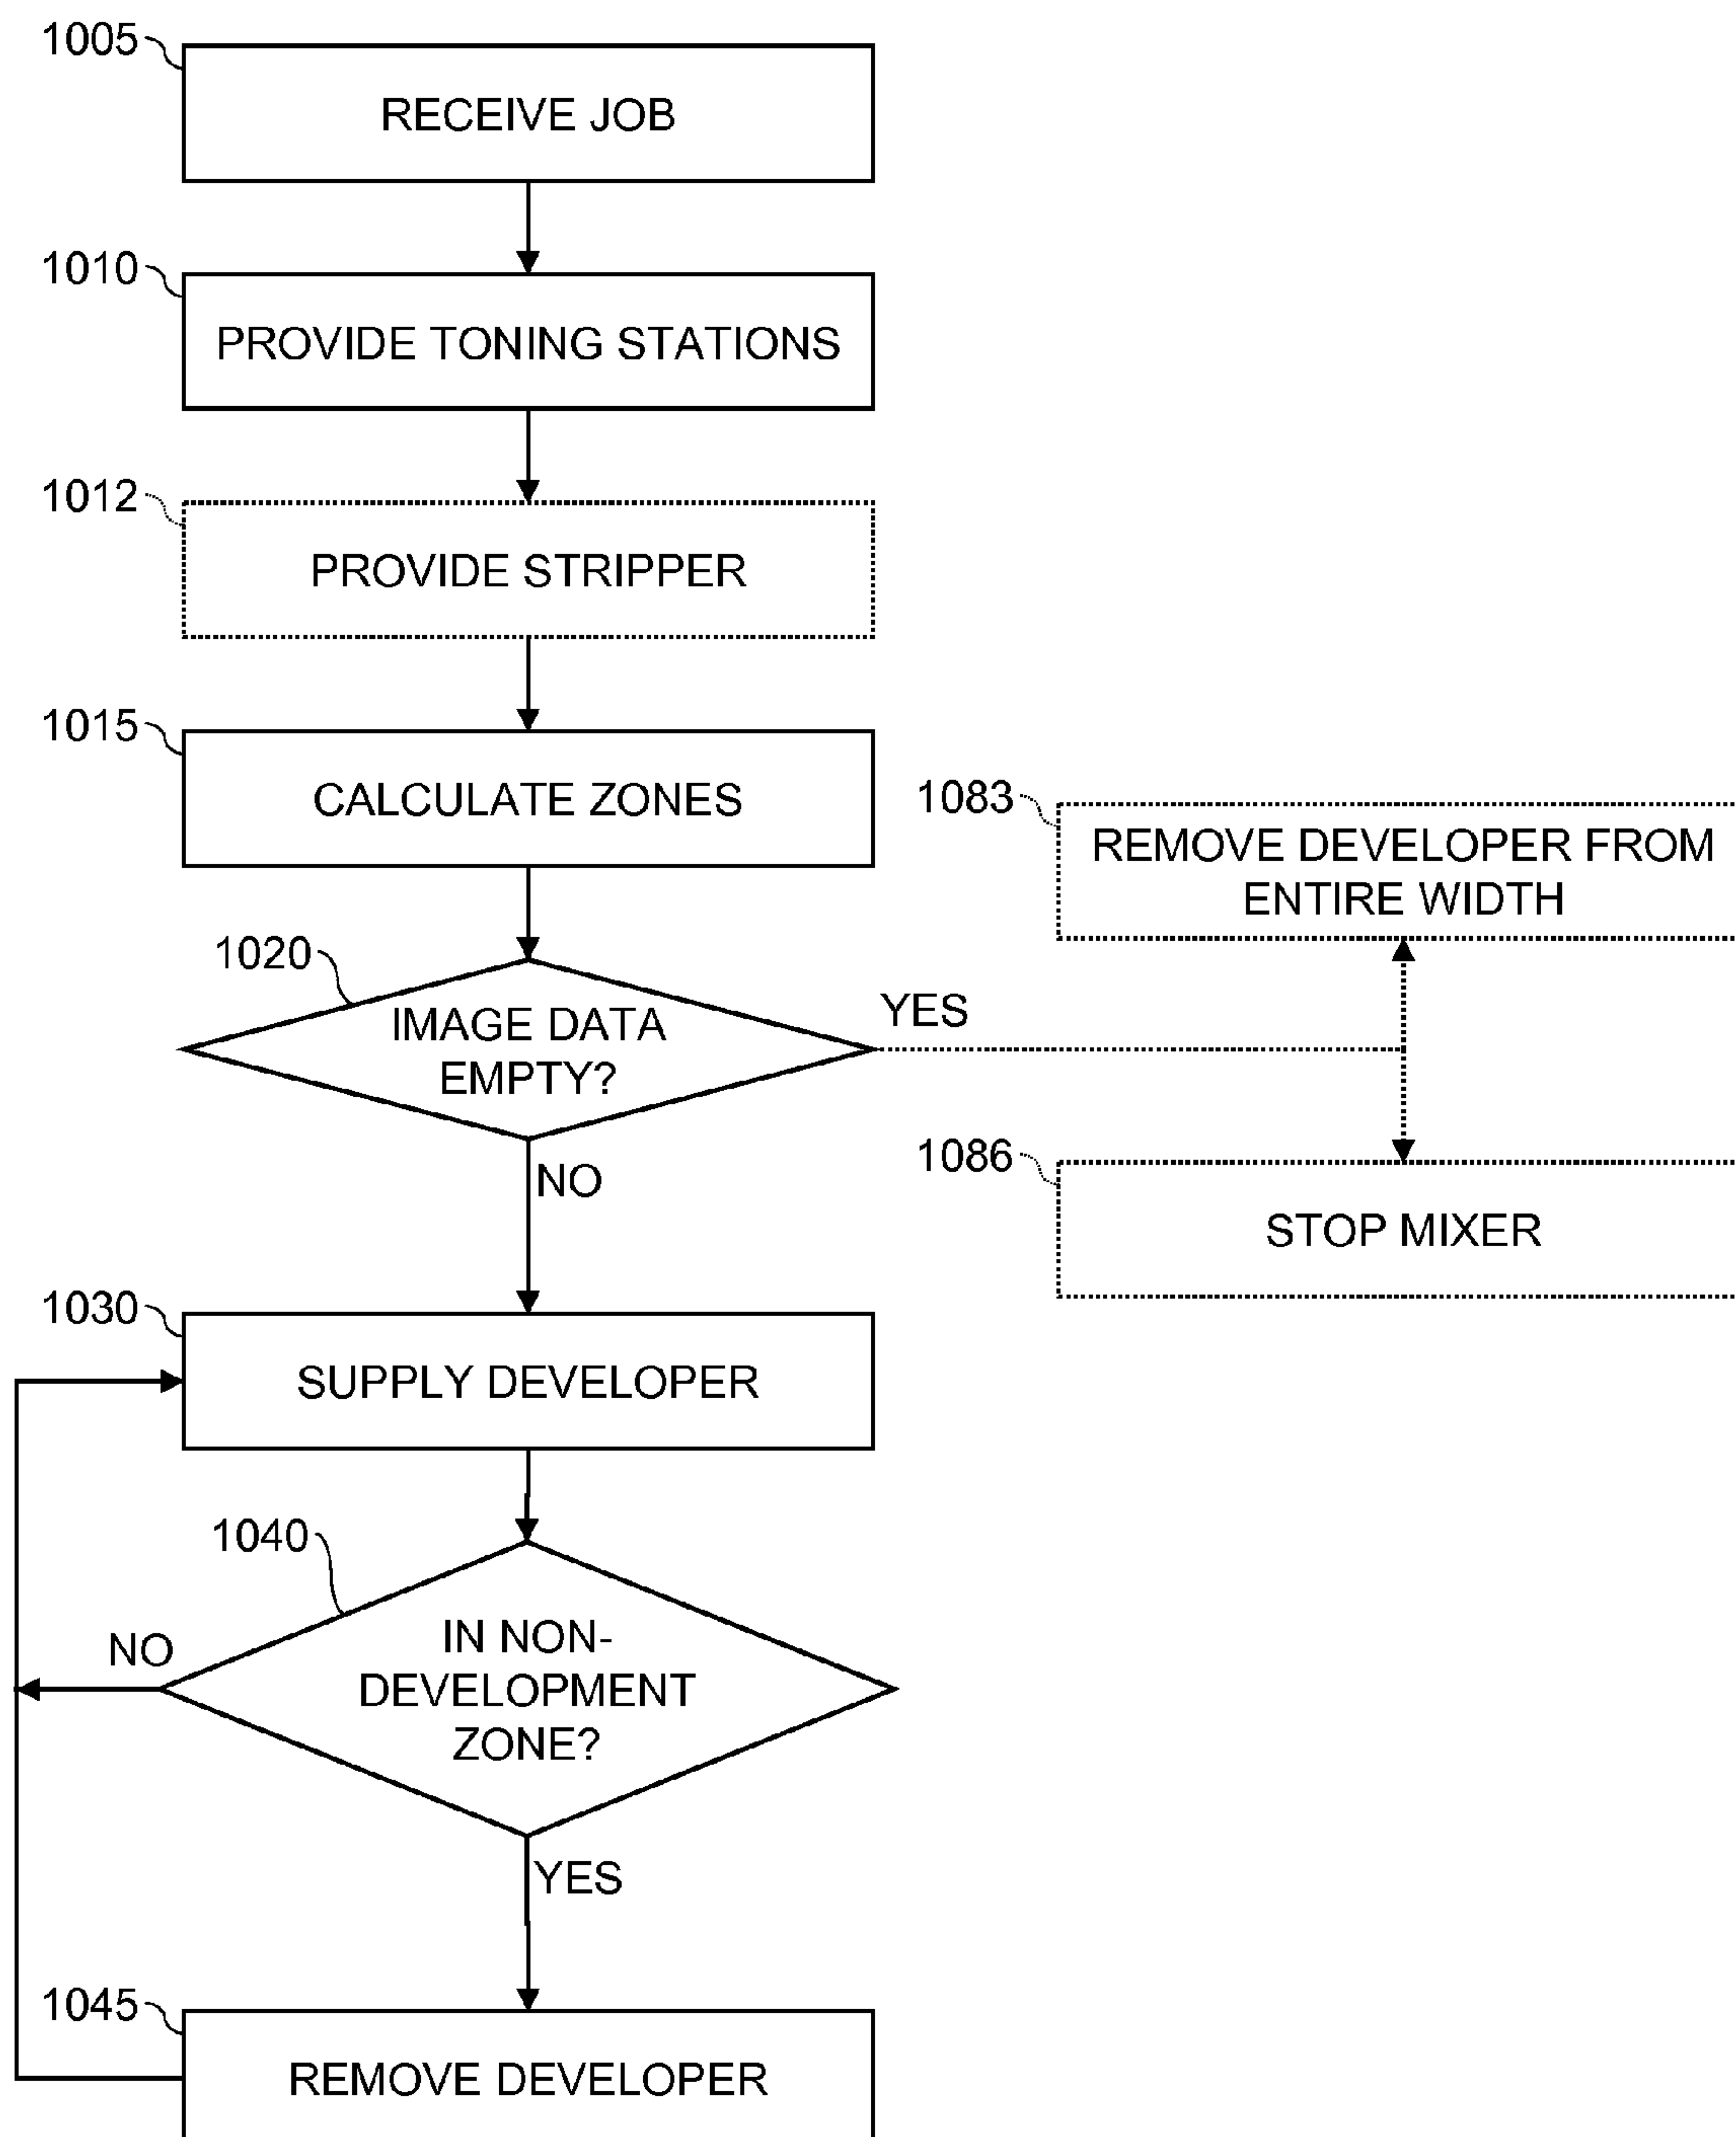 1005
RECEIVE JOB
1010
PROVIDE TONING STATIONS
1012
PROVIDE STRIPPER
1015
CALCULATE ZONES
1083
REMOVE DEVELOPER FROM
ENTIRE WIDTH
1020
IMAGE DATA
EMPTY?
YES
NO
1086
STOP MIXER
1030
SUPPLY DEVELOPER
1040
IN NON-
DEVELOPMENT
ZONE?
NO
YES
1045
REMOVE DEVELOPER